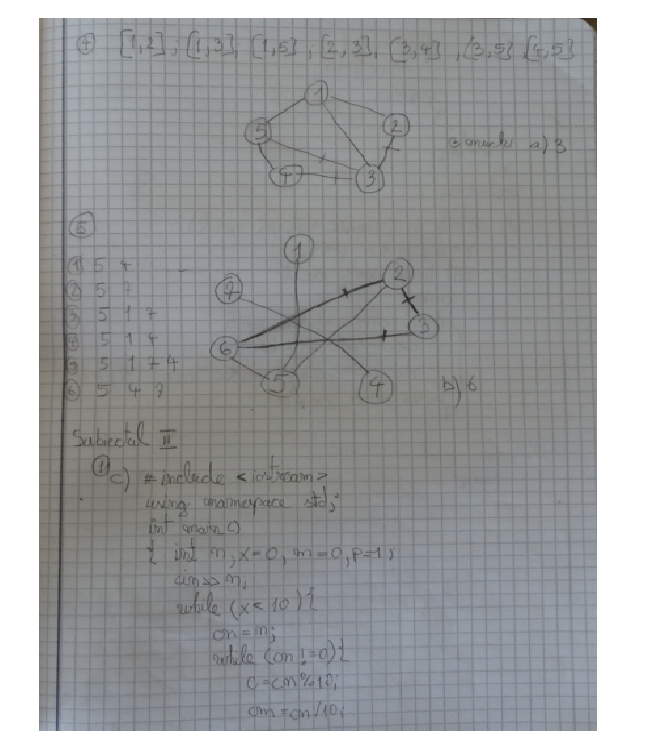 ④ [1,2], [1,3], [1,5], [2,3], [3,4], [3,5] [4,5]
1
5
2
4
3
a) 3
⑤
1
① 5 4
② 5 7
③ 5 1 7
④ 5 1 4
⑤ 5 1 7 4
⑥ 5 4 7
7
2
3
6
5
4
b) 6
Subiectul II
① c) #include <iostream>
using namespace std;
int main()
{ int n, x=0, m=0, p=1;
cin>>n;
while (x<10){
cn=n;
while (cn!=0){
c=cn%10;
cn=cn/10;